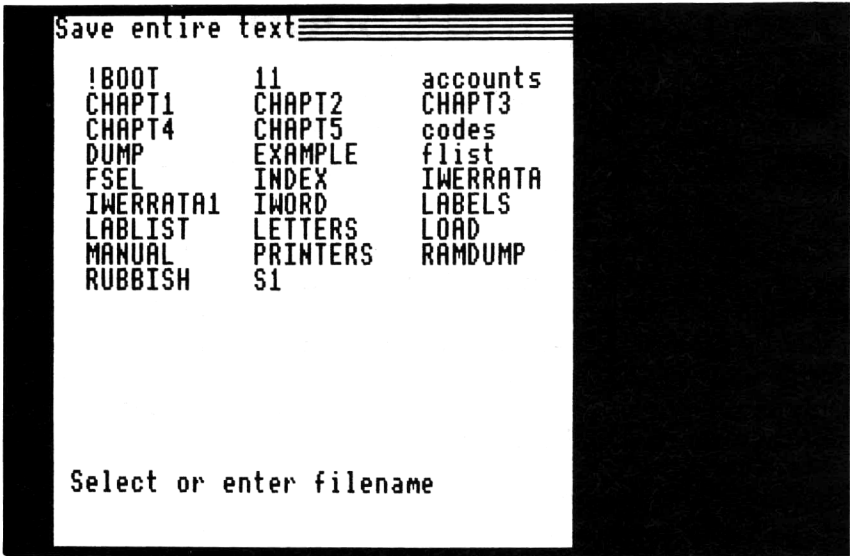 Save entire text
!BOOT 11 accounts
CHAPT1 CHAPT2 CHAPT3
CHAPT4 CHAPT5 codes
DUMP EXAMPLE flist
FSEL INDEX IWERRATA
IWERRATA1 IWORD LABELS
LABLIST LETTERS LOAD
MANUAL PRINTERS RAMDUMP
RUBBISH S1
Select or enter filename